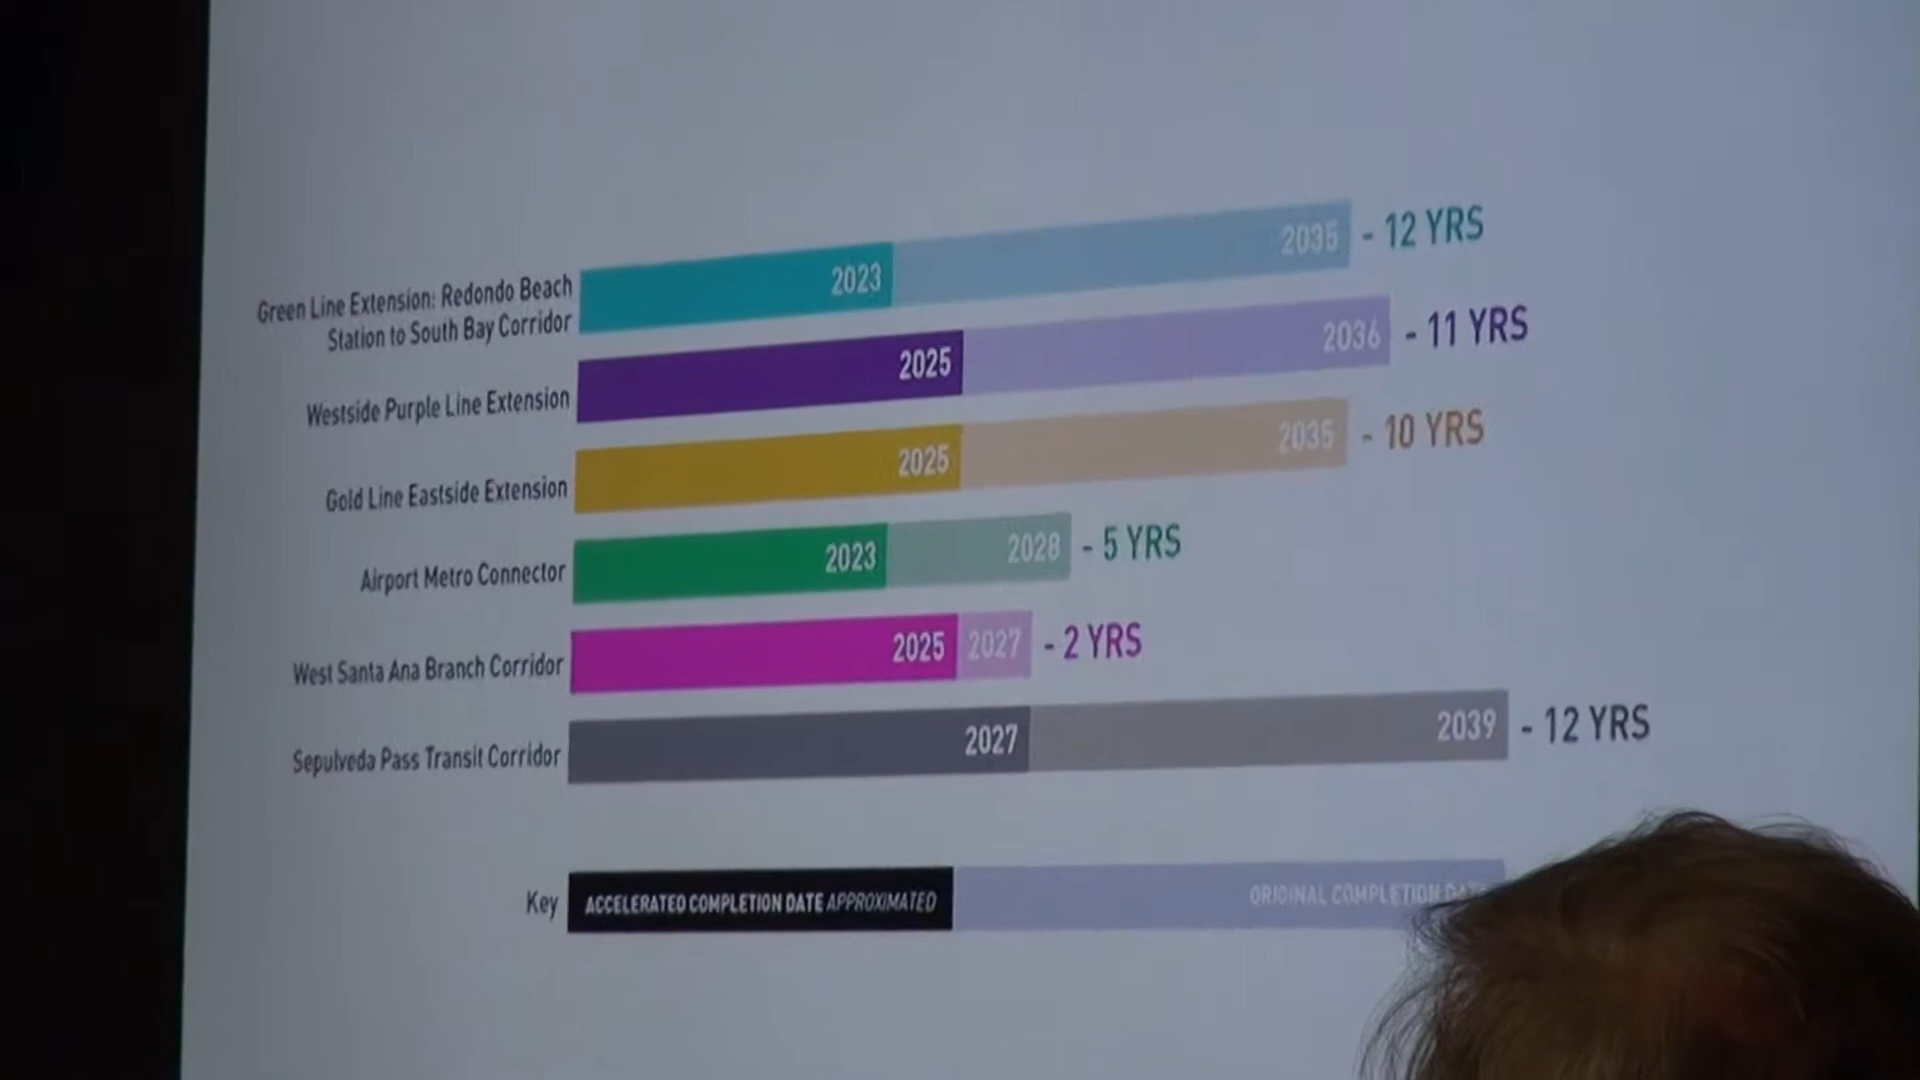 Green Line Extension: Redondo Beach
Station to South Bay Corridor
2023
2035
- 12 YRS
Westside Purple Line Extension
2025
2036
- 11 YRS
Gold Line Eastside Extension
2025
2035
- 10 YRS
Airport Metro Connector
2023
2028
- 5 YRS
West Santa Ana Branch Corridor
2025
2027
- 2 YRS
Sepulveda Pass Transit Corridor
2027
2039
- 12 YRS
Key
ACCELERATED COMPLETION DATE APPROXIMATED
ORIGINAL COMPLETION DATE